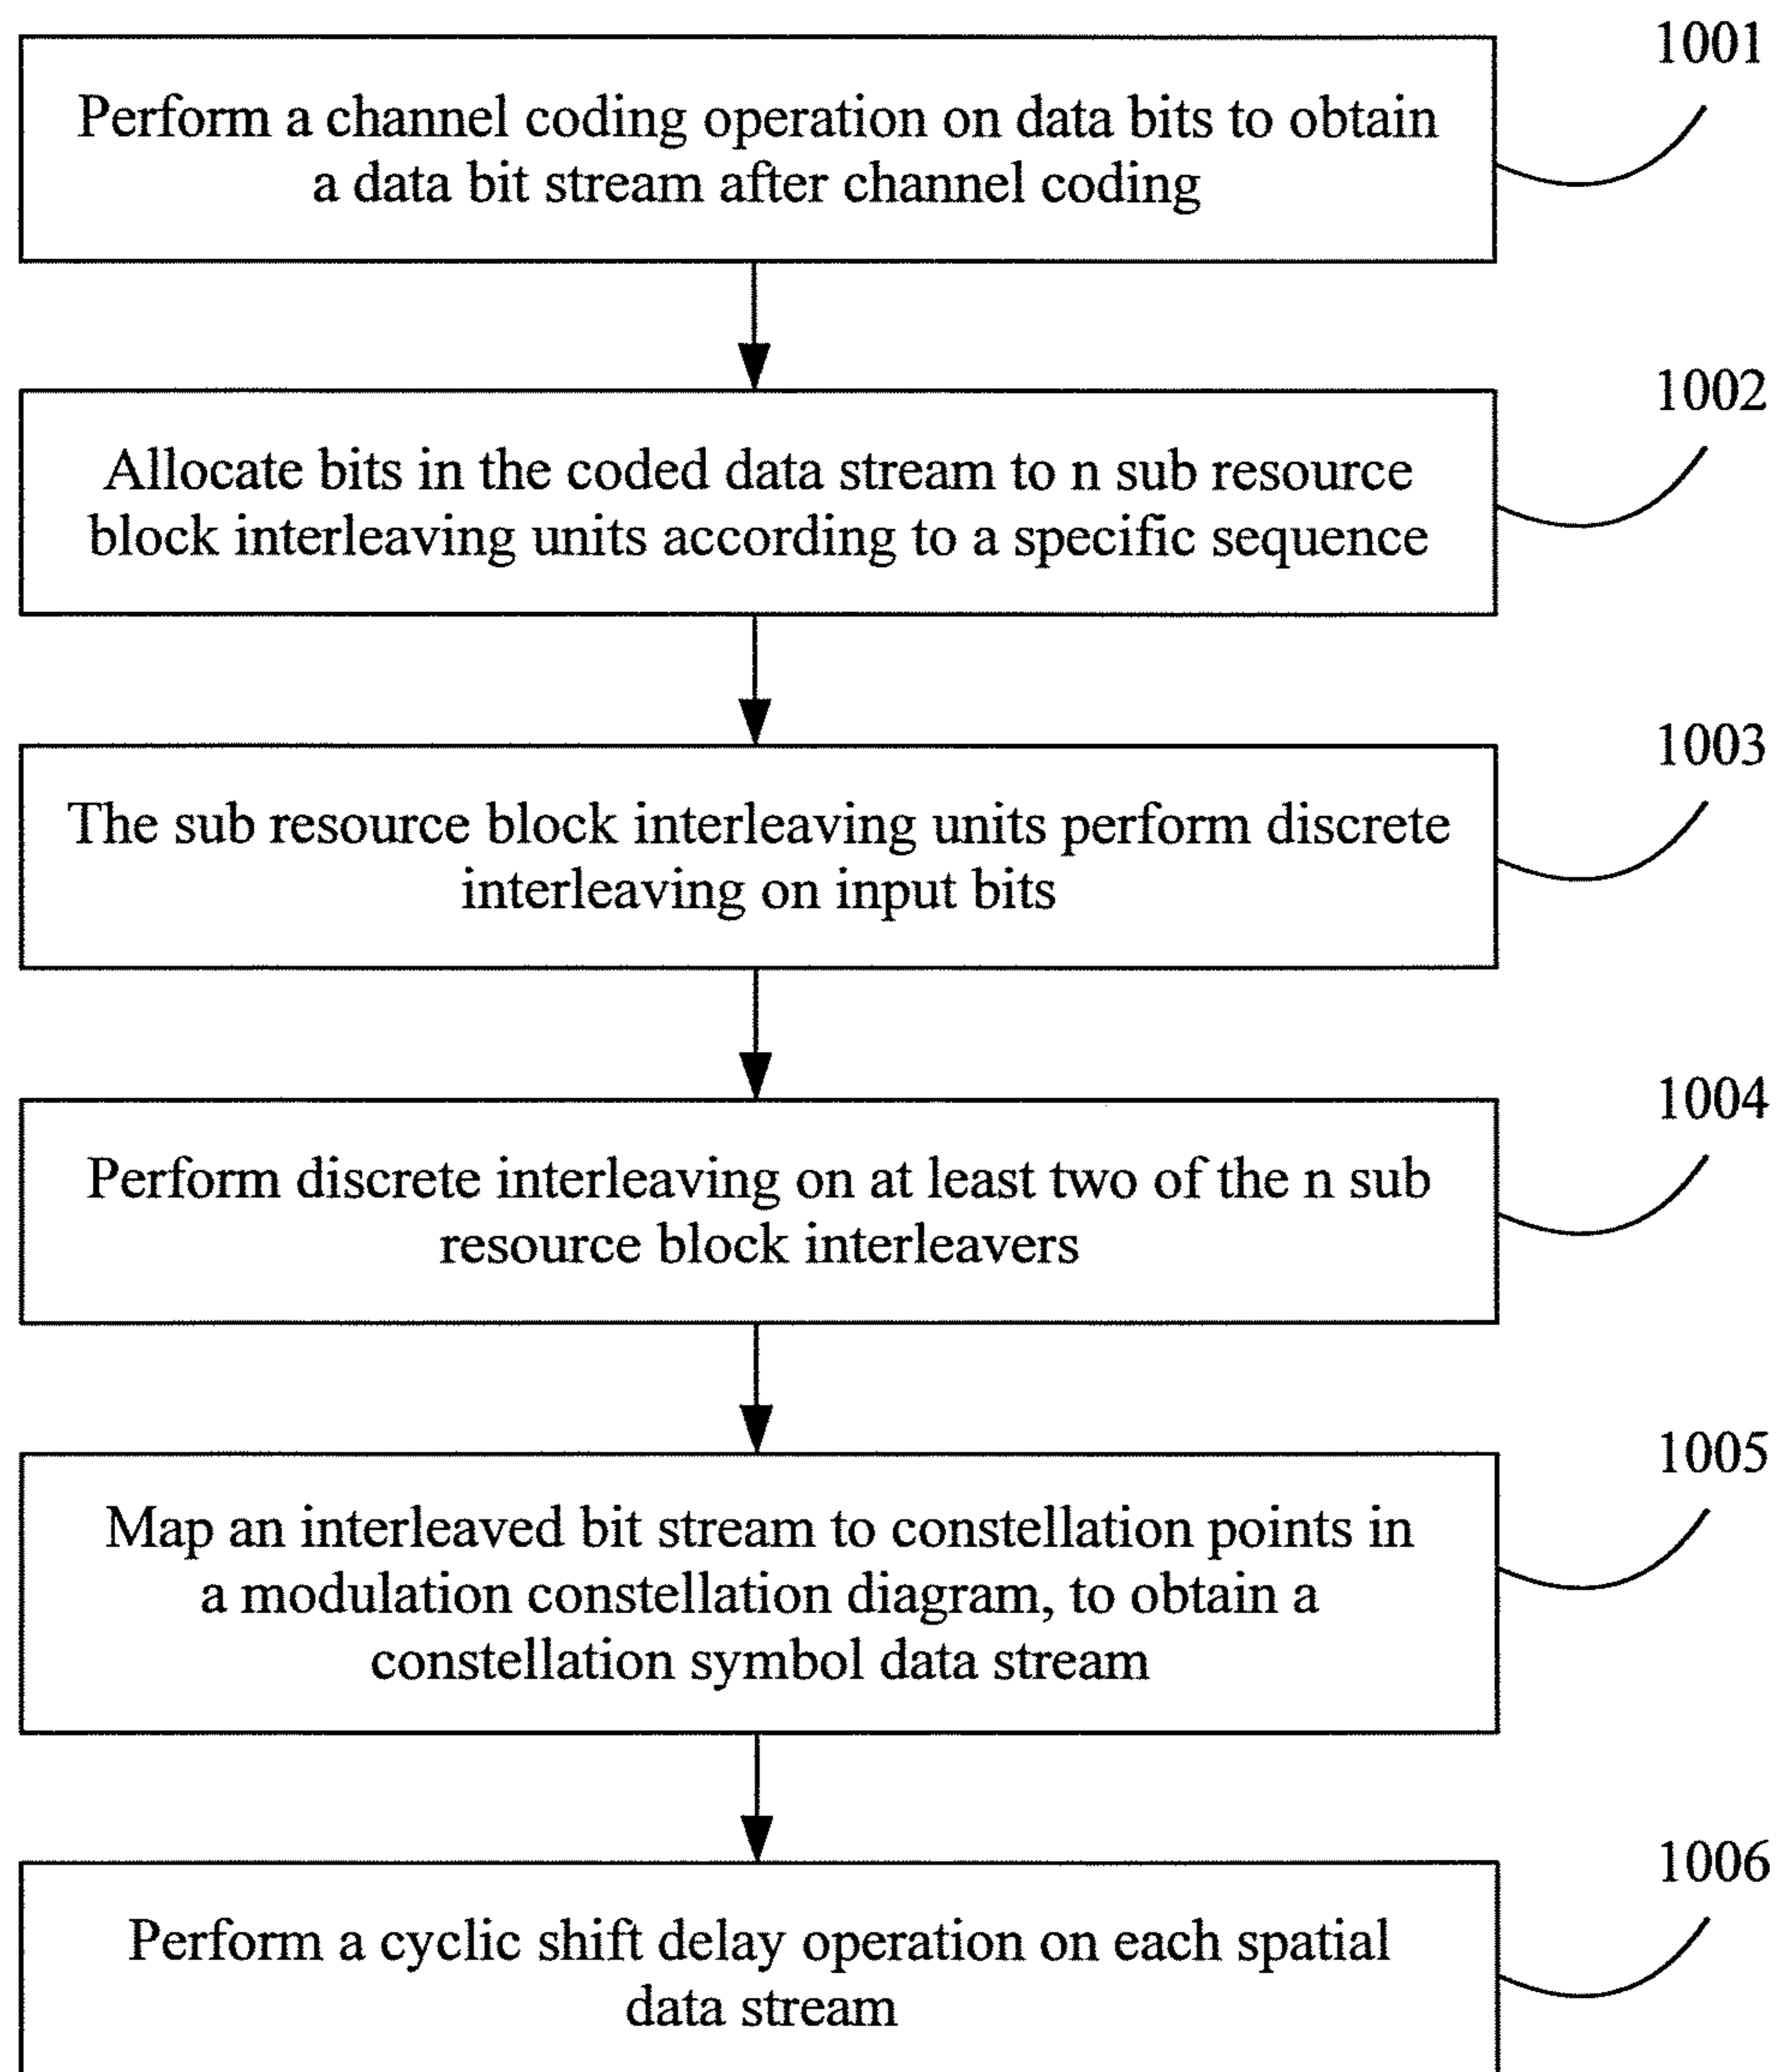 1001
Perform a channel coding operation on data bits to obtain
a data bit stream after channel coding
1002
Allocate bits in the coded data stream to n sub resource
block interleaving units according to a specific sequence
1003
The sub resource block interleaving units perform discrete
interleaving on input bits
1004
Perform discrete interleaving on at least two of the n sub
resource block interleavers
1005
Map an interleaved bit stream to constellation points in
a modulation constellation diagram, to obtain a
constellation symbol data stream
1006
Perform a cyclic shift delay operation on each spatial
data stream